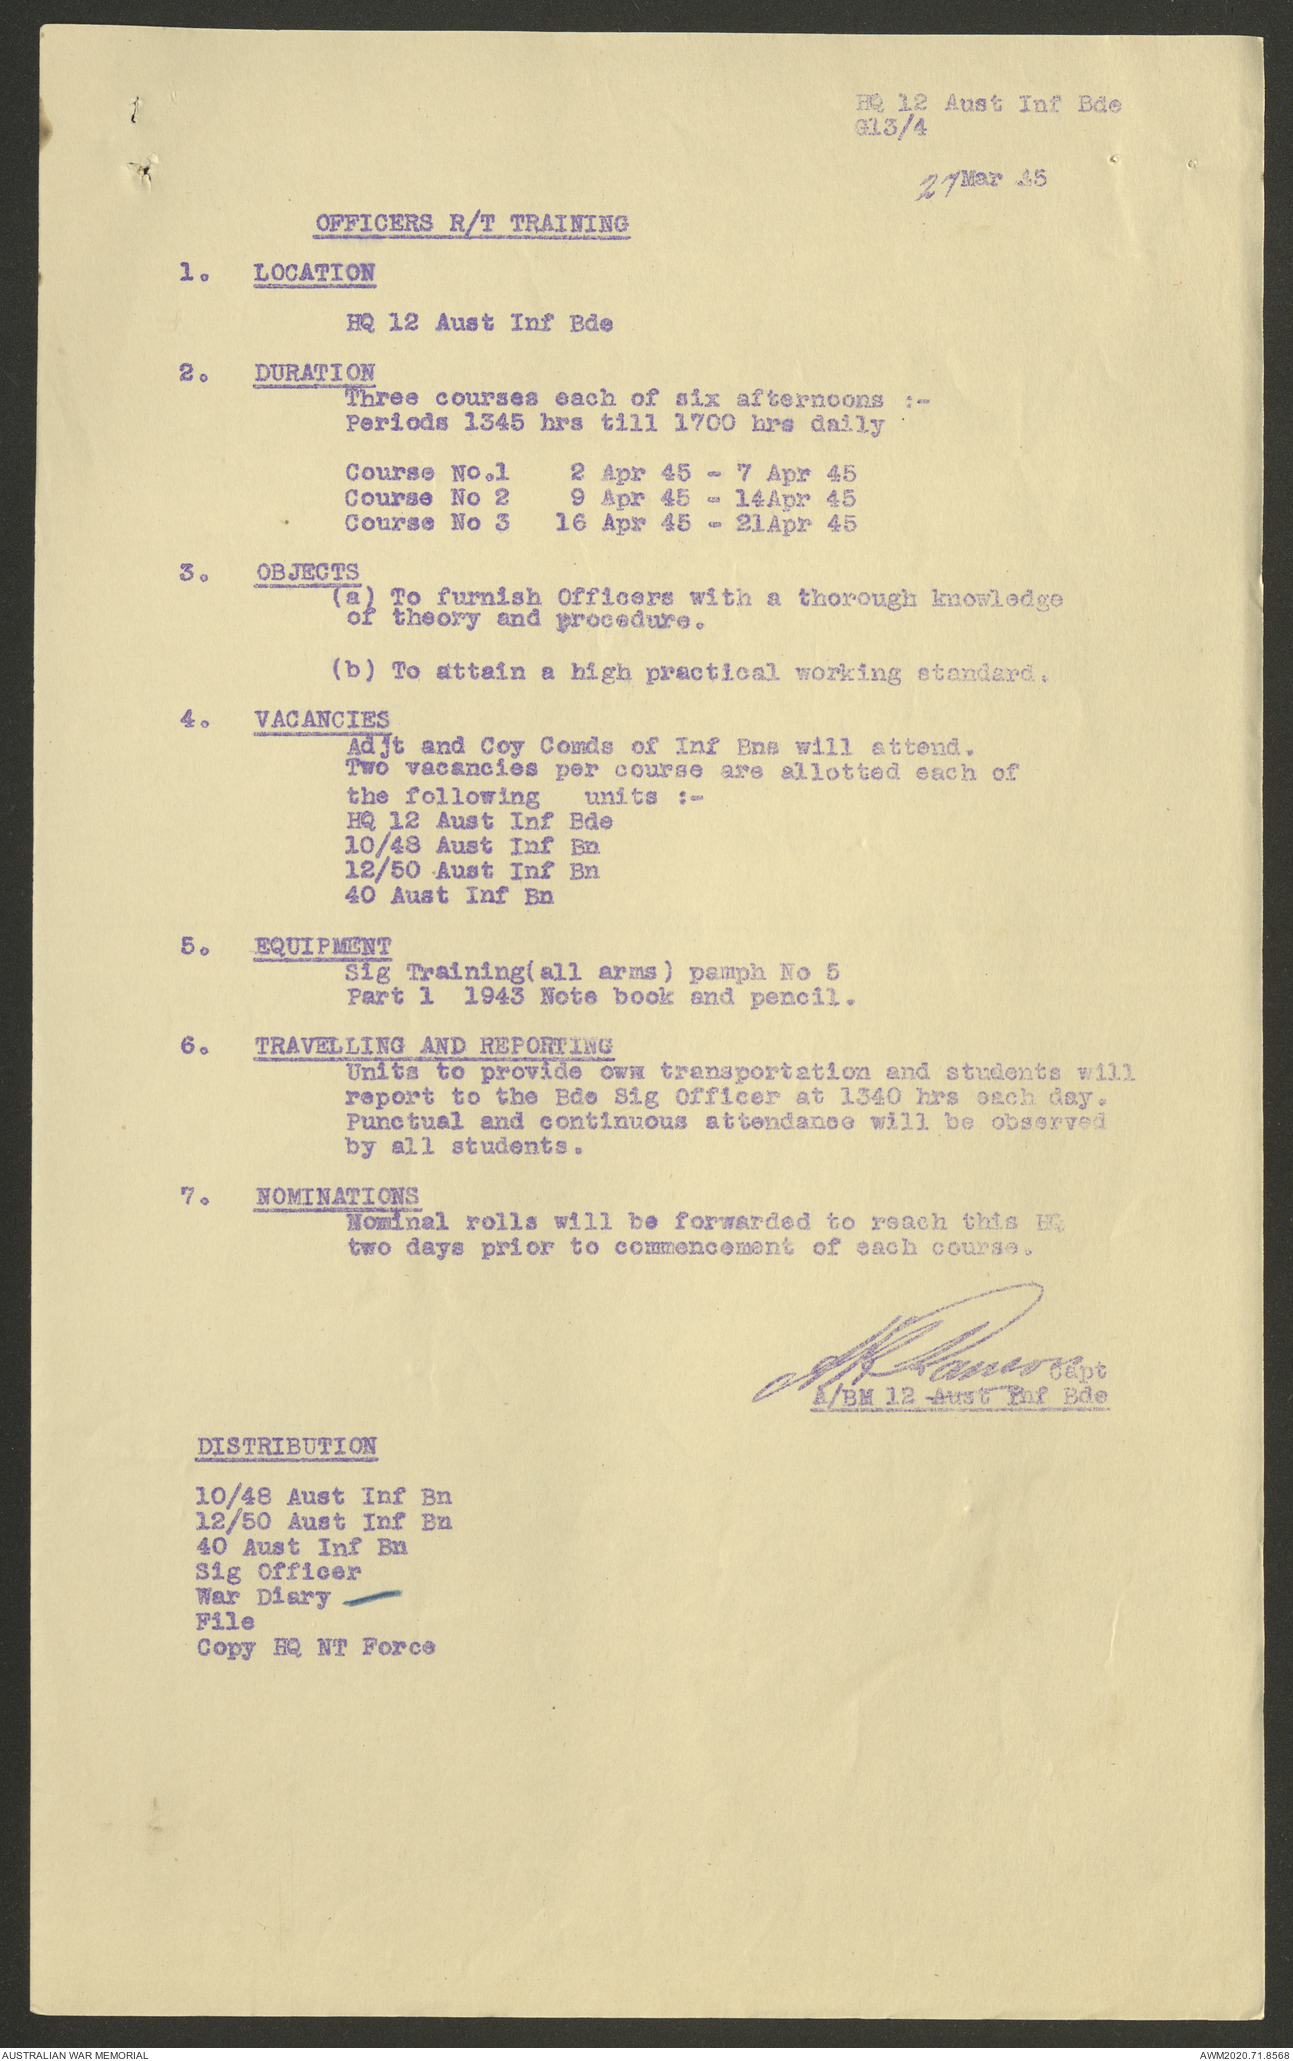 HQ 12 Aust Inf Bde
G13/4
27 Mar 45
OFFICERS R/T TRAINING
1. LOCATION
HQ 12 Aust Inf Bde
2. DURATION
Three courses each of six afternoons :-
Periods 1345 hrs till 1700 hrs daily
Course No.1 2 Apr 45 - 7 Apr 45
Course No 2 9 Apr 45 - 14Apr 45
Course No 3 16 Apr 45 - 21Apr 45
3. OBJECTS
(a) To furnish Officers with a thorough knowledge
of theory and procedure.
(b) To attain a high practical working standard.
4. VACANCIES
Adjt and Coy Comds of Inf Bns will attend.
Two vacancies per course are allotted each of
the following units :-
HQ 12 Aust Inf Bde
10/48 Aust Inf Bn
12/50 Aust Inf Bn
40 Aust Inf Bn
5. EQUIPMENT
Sig Training(all arms) pamph No 5
Part 1 1943 Note book and pencil.
6. TRAVELLING AND REPORTING
Units to provide own transportation and students will
report to the Bde Sig Officer at 1340 hrs each day.
Punctual and continuous attendance will be observed
by all students.
7. NOMINATIONS
Nominal rolls will be forwarded to reach this HQ
two days prior to commencement of each course.
Capt
A/BM 12 Aust Inf Bde
DISTRIBUTION
10/48 Aust Inf Bn
12/50 Aust Inf Bn
40 Aust Inf Bn
Sig Officer
War Diary
File
Copy HQ NT Force
AUSTRALIAN WAR MEMORIAL
AWM2020.71.8568